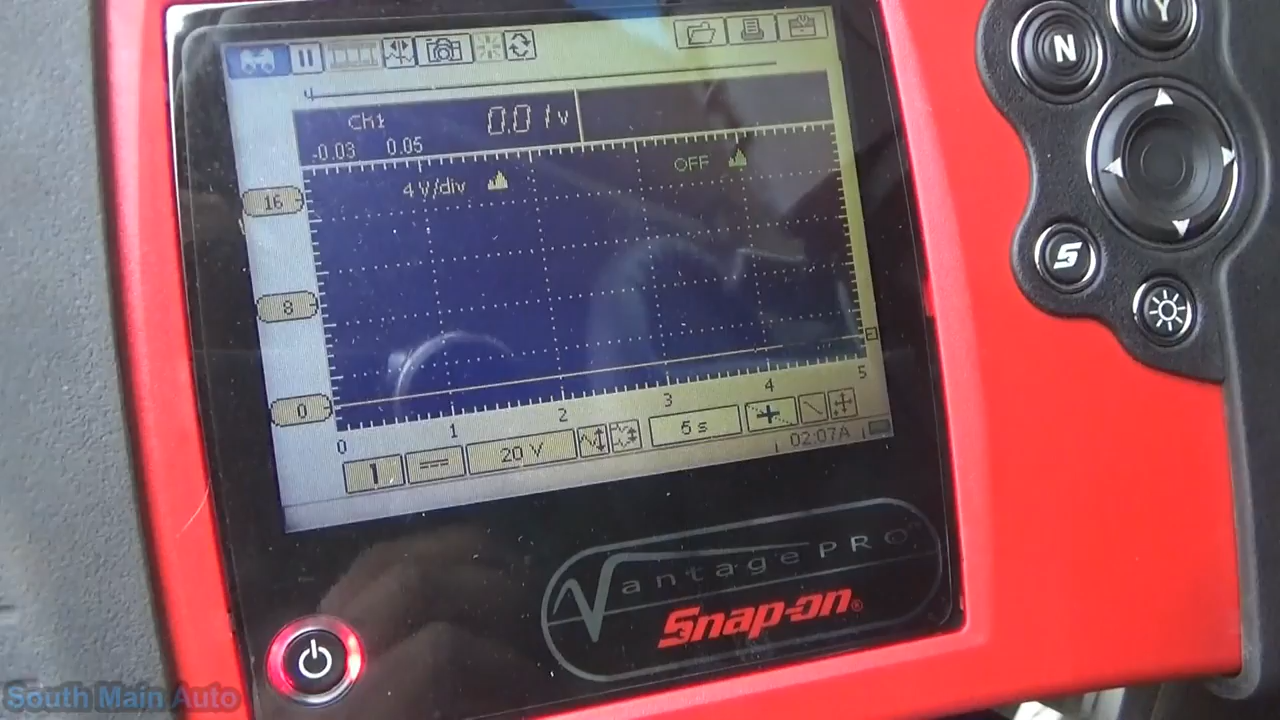 N
Y
Ch1
0.01 v
-0.03 0.05
4 V/div
OFF
16
8
0
0 1 2 3 4 5
1
20 V
5 s
02:07A
S
VantagePRO™
Snap-on®
South Main Auto